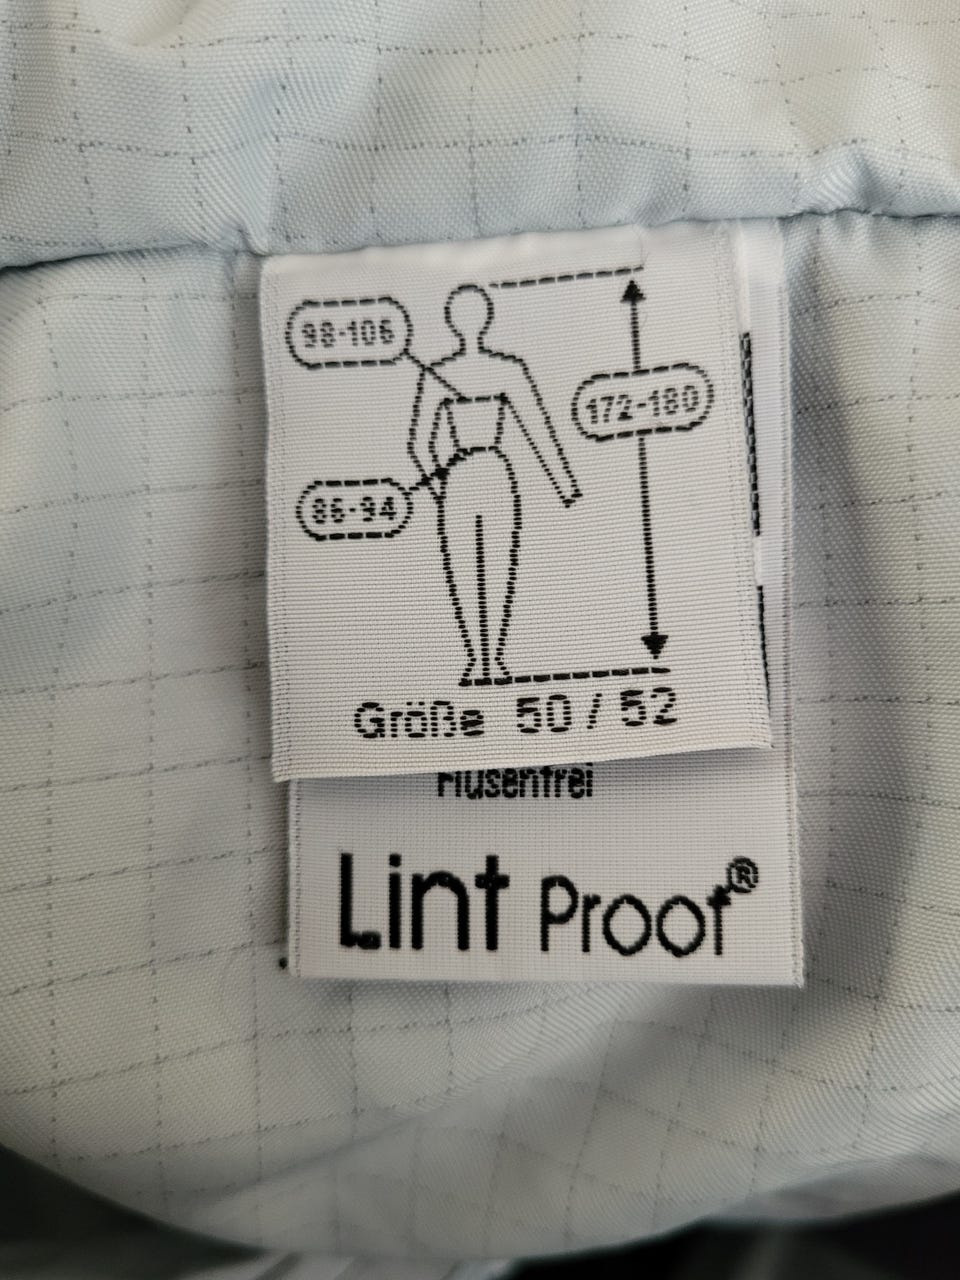 98-106
172-180
86-94
Größe 50 / 52
Flusenfrei
Lint Proof®